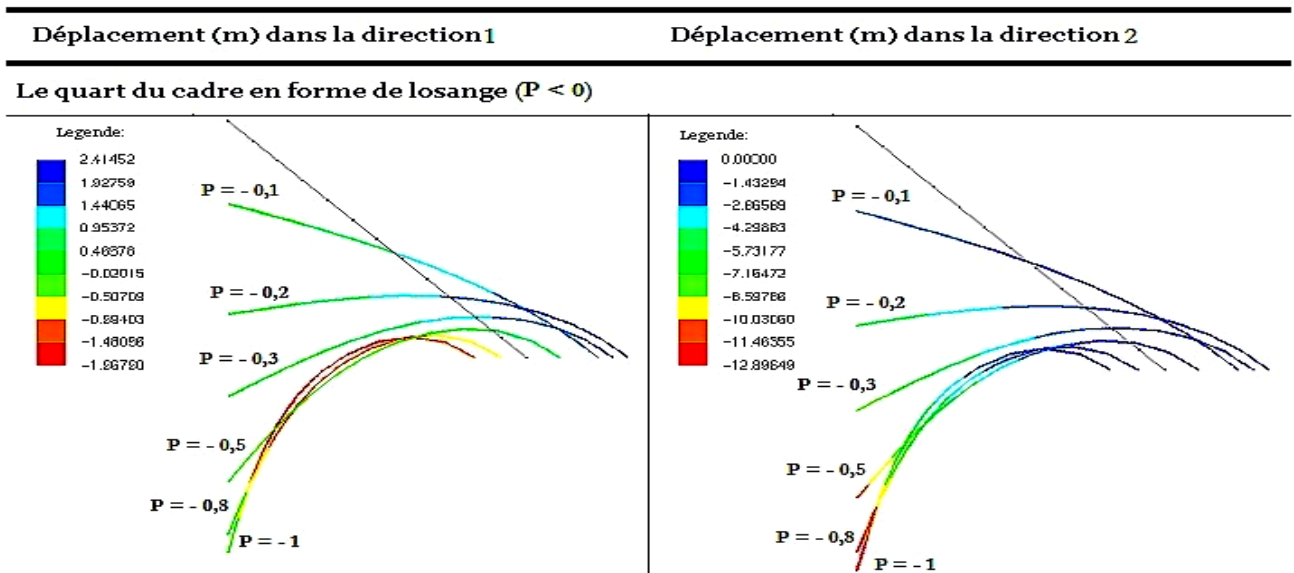 Déplacement (m) dans la direction1
Déplacement (m) dans la direction 2
Le quart du cadre en forme de losange (P < 0)
Legende:
2.41452
1.92759
1.44065
0.95372
0.46678
-0.02015
-0.50709
-0.99403
-1.48096
-1.96790
P = - 0,1
P = - 0,2
P = - 0,3
P = - 0,5
P = - 0,8
P = - 1
Legende:
0.00000
-1.43294
-2.86589
-4.29883
-5.73177
-7.16472
-8.59766
-10.03060
-11.46355
-12.89649
P = - 0,1
P = - 0,2
P = - 0,3
P = - 0,5
P = - 0,8
P = - 1